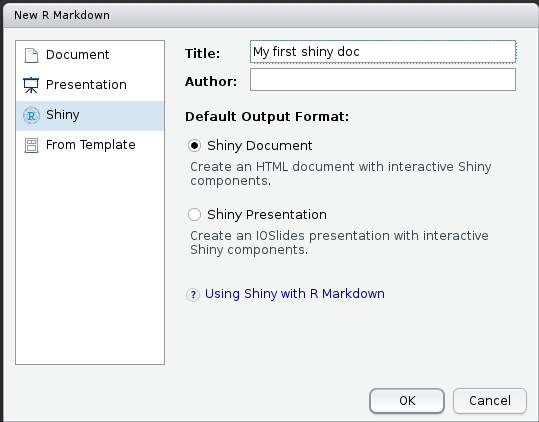 New R Markdown
Document
Presentation
Shiny
From Template
Title: My first shiny doc
Author:
Default Output Format:
Shiny Document
Create an HTML document with interactive Shiny
components.
Shiny Presentation
Create an IOSlides presentation with interactive
Shiny components.
? Using Shiny with R Markdown
OK Cancel